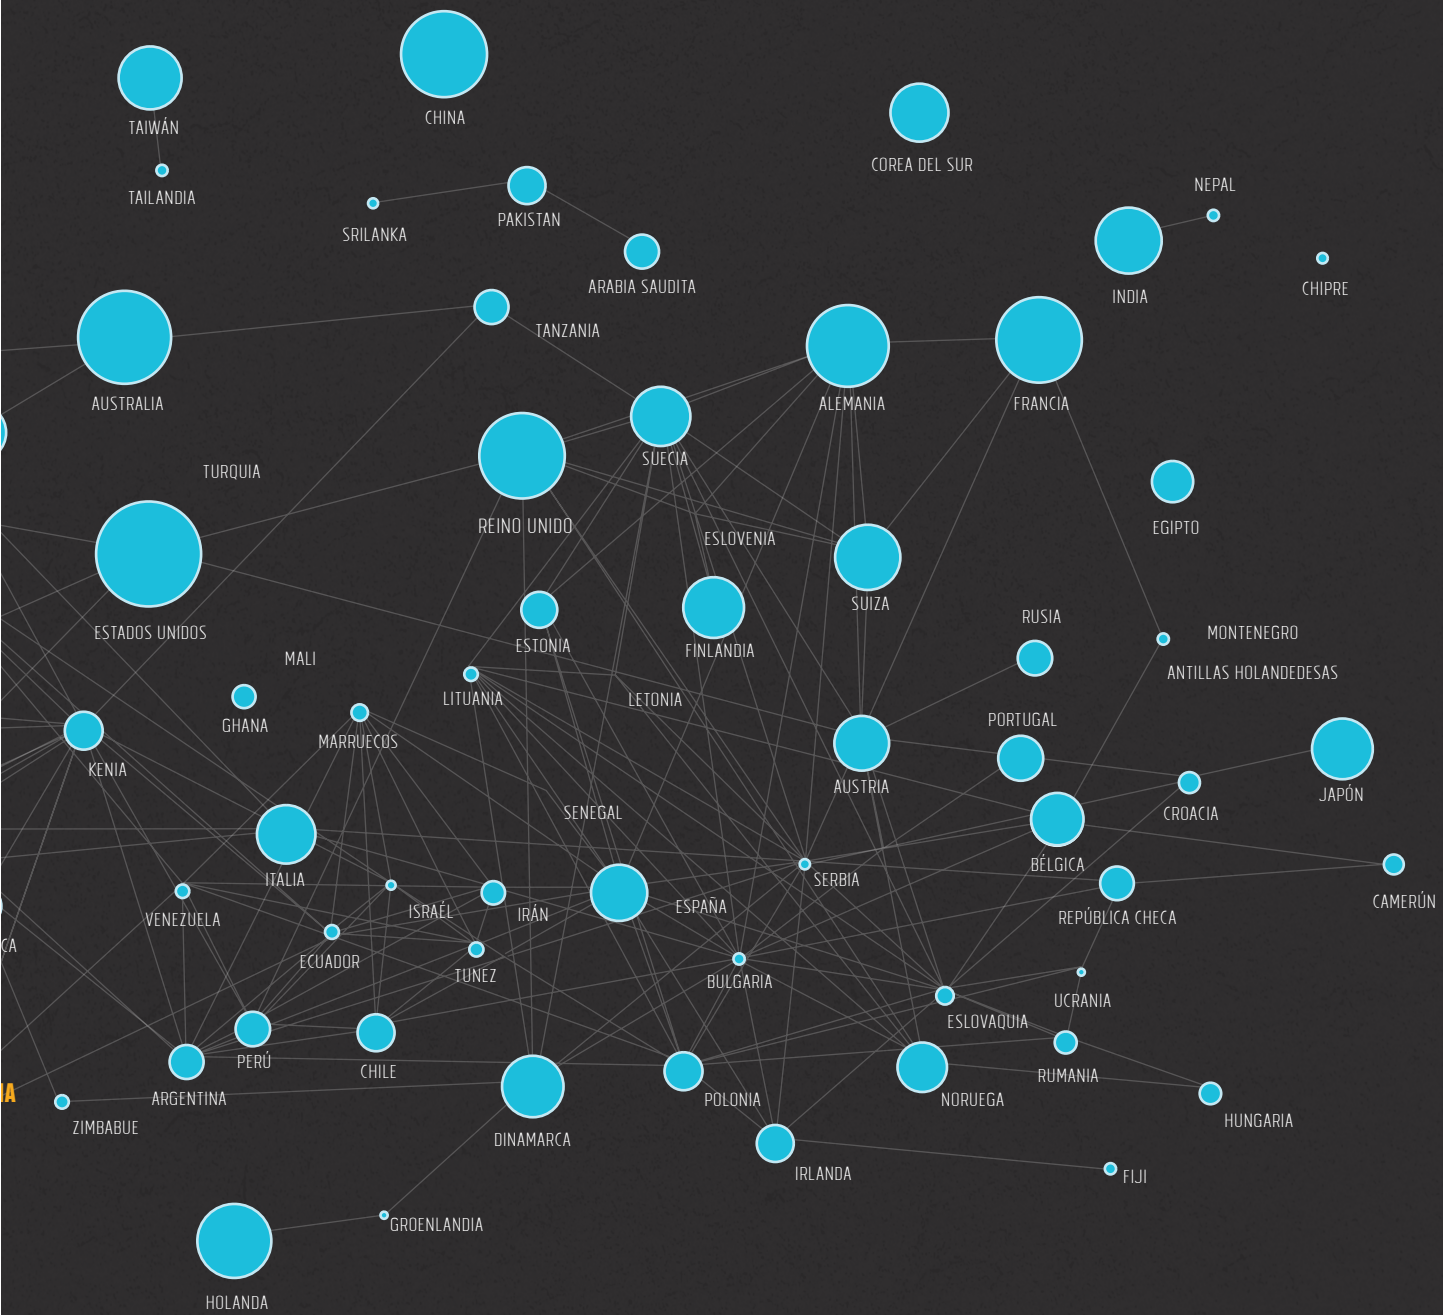 CHINA
TAIWÁN
COREA DEL SUR
NEPAL
TAILANDIA
PAKISTAN
SRILANKA
ARABIA SAUDITA
CHIPRE
INDIA
TANZANIA
AUSTRALIA
ALEMANIA
FRANCIA
SUECIA
TURQUIA
REINO UNIDO
EGIPTO
ESLOVENIA
SUIZA
RUSIA
ESTADOS UNIDOS
MONTENEGRO
ESTONIA
FINLANDIA
MALI
ANTILLAS HOLANDEDESAS
LITUANIA
LETONIA
PORTUGAL
GHANA
MARRUECOS
KENIA
AUSTRIA
JAPÓN
SENEGAL
CROACIA
BÉLGICA
ITALIA
SERBIA
CAMERÚN
ESPAÑA
ISRAÉL
IRÁN
REPÚBLICA CHECA
VENEZUELA
CA
ECUADOR
TUNEZ
BULGARIA
UCRANIA
ESLOVAQUIA
PERÚ
CHILE
RUMANIA
IA
ARGENTINA
POLONIA
NORUEGA
HUNGARIA
ZIMBABUE
DINAMARCA
IRLANDA
FIJI
GROENLANDIA
HOLANDA